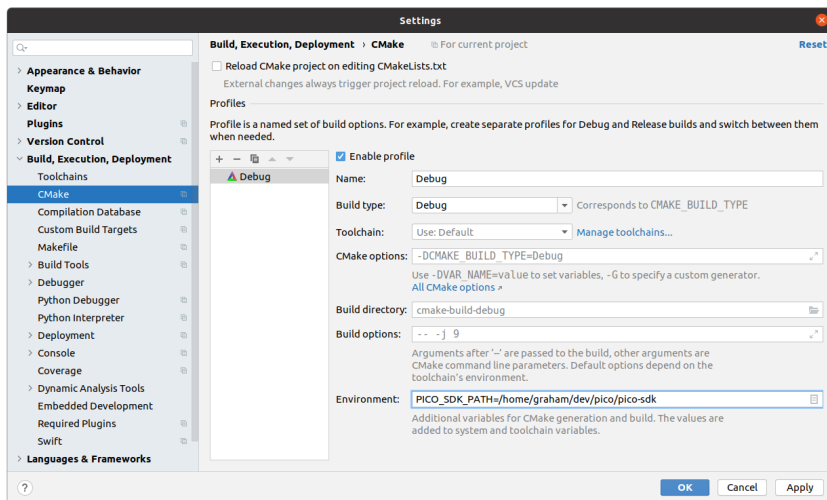 Settings
Build, Execution, Deployment › CMake For current project Reset
Appearance & Behavior
Keymap
Editor
Plugins
Version Control
Build, Execution, Deployment
Toolchains
CMake
Compilation Database
Custom Build Targets
Makefile
Build Tools
Debugger
Python Debugger
Python Interpreter
Deployment
Console
Coverage
Dynamic Analysis Tools
Embedded Development
Required Plugins
Swift
Languages & Frameworks
Reload CMake project on editing CMakeLists.txt
External changes always trigger project reload. For example, VCS update
Profiles
Profile is a named set of build options. For example, create separate profiles for Debug and Release builds and switch between them
when needed.
Debug
Enable profile
Name: Debug
Build type: Debug Corresponds to CMAKE_BUILD_TYPE
Toolchain: Use: Default Manage toolchains...
CMake options: -DCMAKE_BUILD_TYPE=Debug
Use -DVAR_NAME=value to set variables, -G to specify a custom generator.
All CMake options ↗
Build directory: cmake-build-debug
Build options: -- -j 9
Arguments after '--' are passed to the build, other arguments are
CMake command line parameters. Default options depend on the
toolchain's environment.
Environment: PICO_SDK_PATH=/home/graham/dev/pico/pico-sdk
Additional variables for CMake generation and build. The values are
added to system and toolchain variables.
? OK Cancel Apply